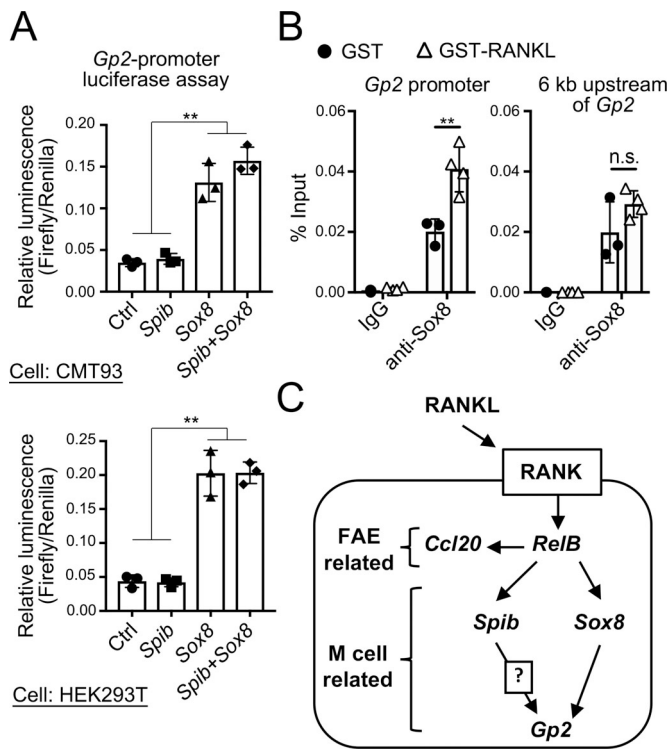 A
Gp2-promoter
luciferase assay
**
Relative luminescence
(Firefly/Renilla)
0.20
0.15
0.10
0.05
0.00
Ctrl
Spib
Sox8
Spib+Sox8
Cell: CMT93
**
Relative luminescence
(Firefly/Renilla)
0.25
0.20
0.15
0.10
0.05
0.00
Ctrl
Spib
Sox8
Spib+Sox8
Cell: HEK293T
B
GST GST-RANKL
Gp2 promoter
**
% Input
0.06
0.04
0.02
0.00
IgG
anti-Sox8
6 kb upstream
of Gp2
n.s.
0.06
0.04
0.02
0.00
IgG
anti-Sox8
C
RANKL
RANK
FAE
related
Ccl20 RelB
M cell
related
Spib Sox8
?
Gp2